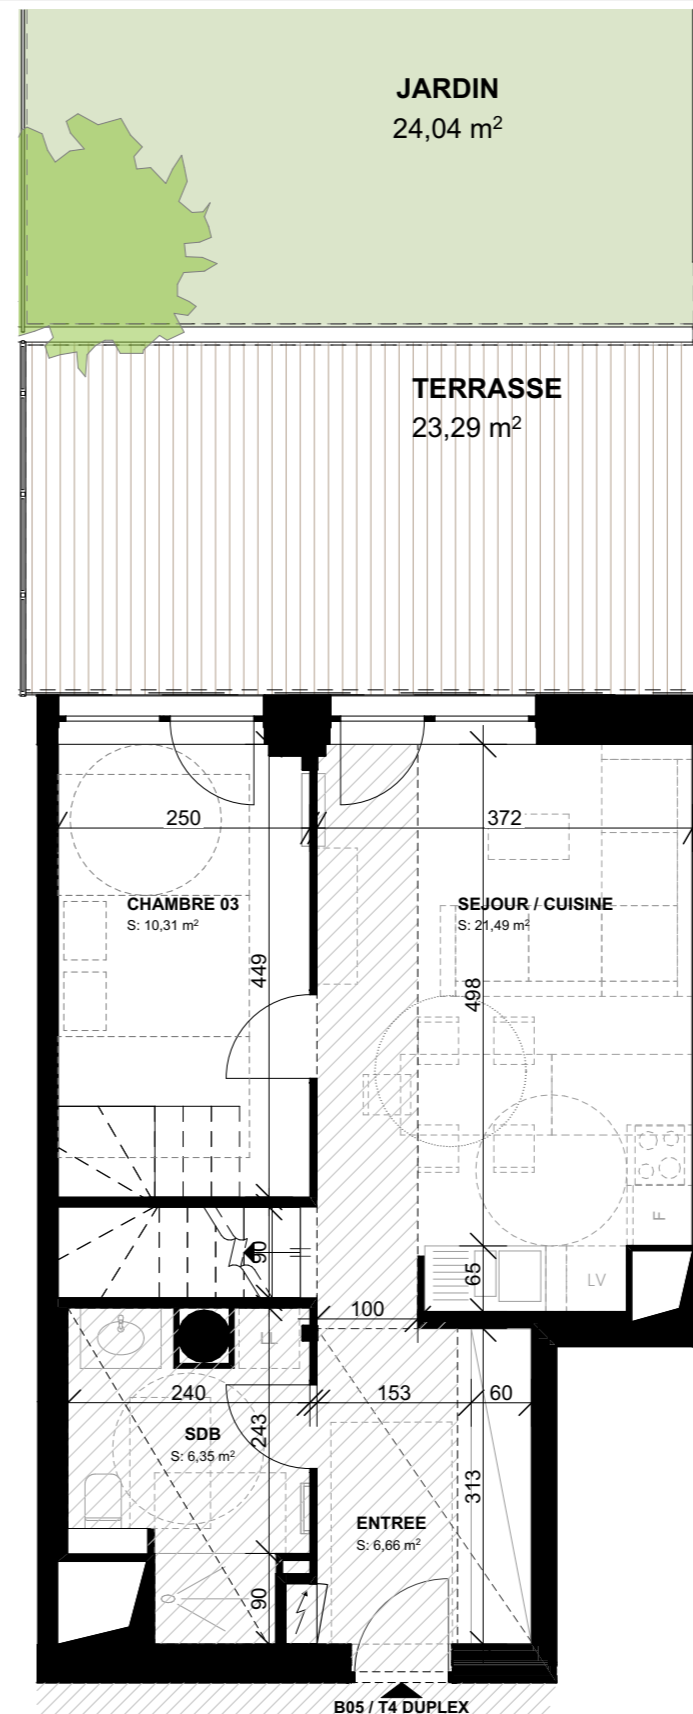 JARDIN
24,04 m²
TERRASSE
23,29 m²
250
372
CHAMBRE 03
S: 10,31 m²
SEJOUR / CUISINE
S: 21,49 m²
449
498
F
90
65
LV
100
F
240
153
60
243
SDB
S: 6,35 m²
313
ENTREE
S: 6,66 m²
90
B05 / T4 DUPLEX